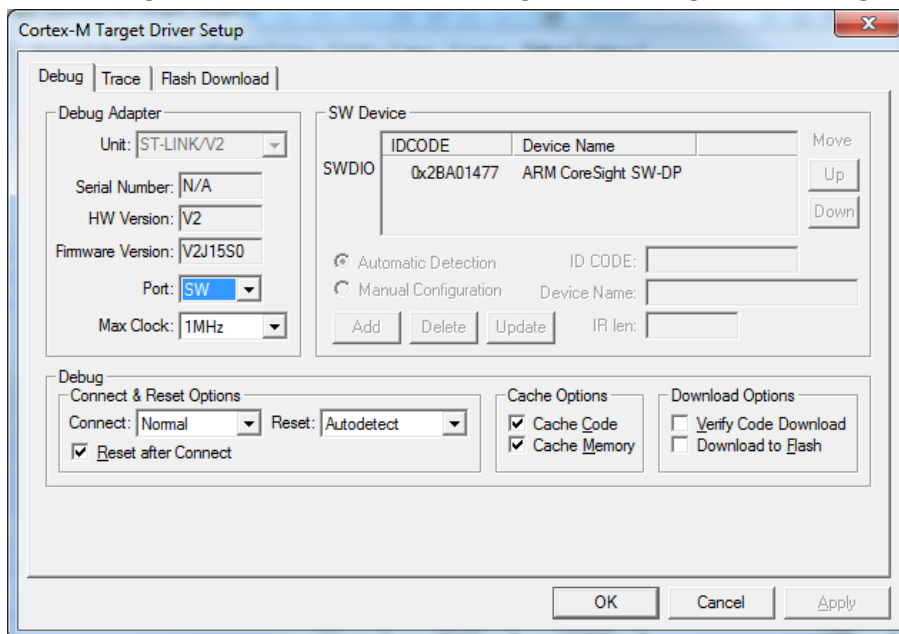 Cortex-M Target Driver Setup
Debug Trace Flash Download
Debug Adapter
Unit: ST-LINK/V2
Serial Number: N/A
HW Version: V2
Firmware Version: V2J15S0
Port: SW
Max Clock: 1MHz
SW Device
IDCODE Device Name Move
SWDIO 0x2BA01477 ARM CoreSight SW-DP Up
Down
Automatic Detection ID CODE:
Manual Configuration Device Name:
Add Delete Update IR len:
Debug
Connect & Reset Options
Connect: Normal Reset: Autodetect
Reset after Connect
Cache Options
Cache Code
Cache Memory
Download Options
Verify Code Download
Download to Flash
OK Cancel Apply